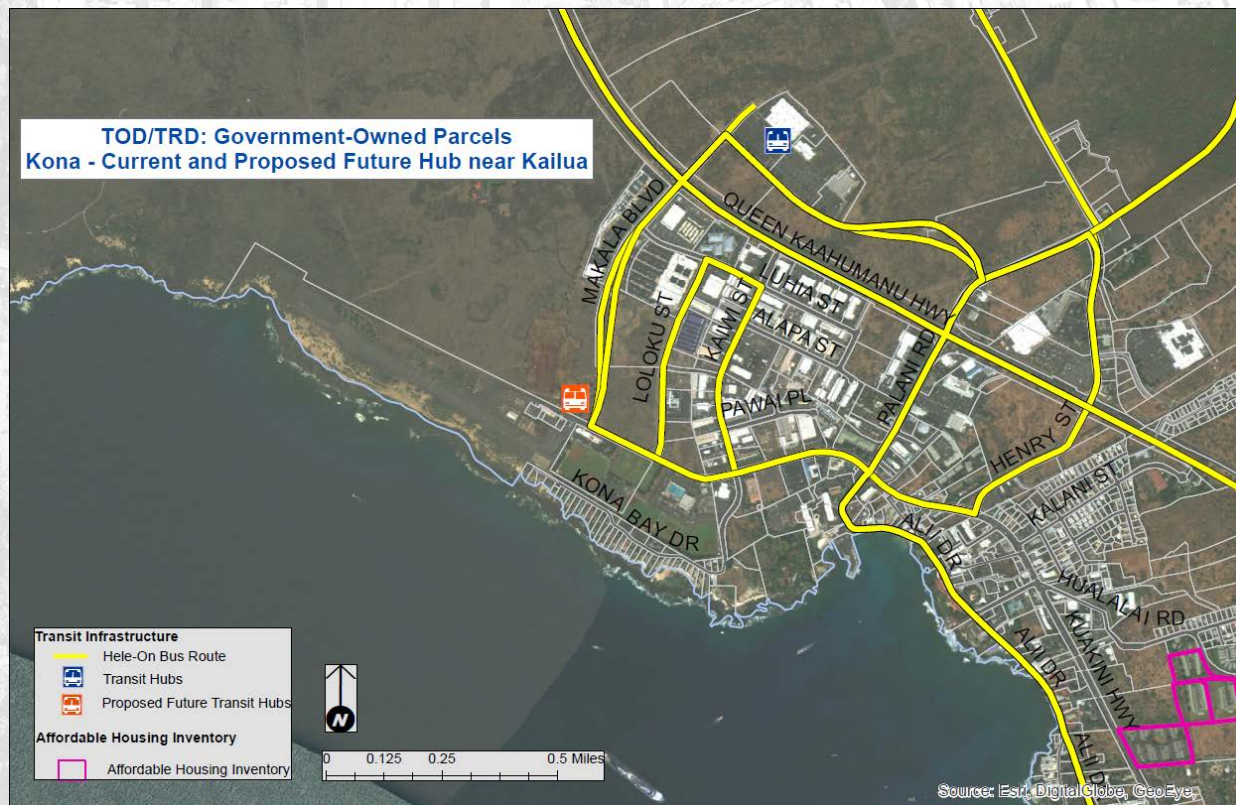 TOD/TRD: Government-Owned Parcels
Kona - Current and Proposed Future Hub near Kailua
MAKALA BLVD
QUEEN KAAHUMANU HWY
LUHIA ST
LOLOKU ST
KAIWI ST
ALAPA ST
PALANI RD
PAWAI PL
HENRY ST
KONA BAY DR
KALANI ST
ALII DR
HUALALAI RD
KUAKINI HWY
ALII DR
ALII D
Transit Infrastructure
Hele-On Bus Route
Transit Hubs
Proposed Future Transit Hubs
Affordable Housing Inventory
Affordable Housing Inventory
N
0 0.125 0.25 0.5 Miles
Source: Esri, DigitalGlobe, GeoEye,